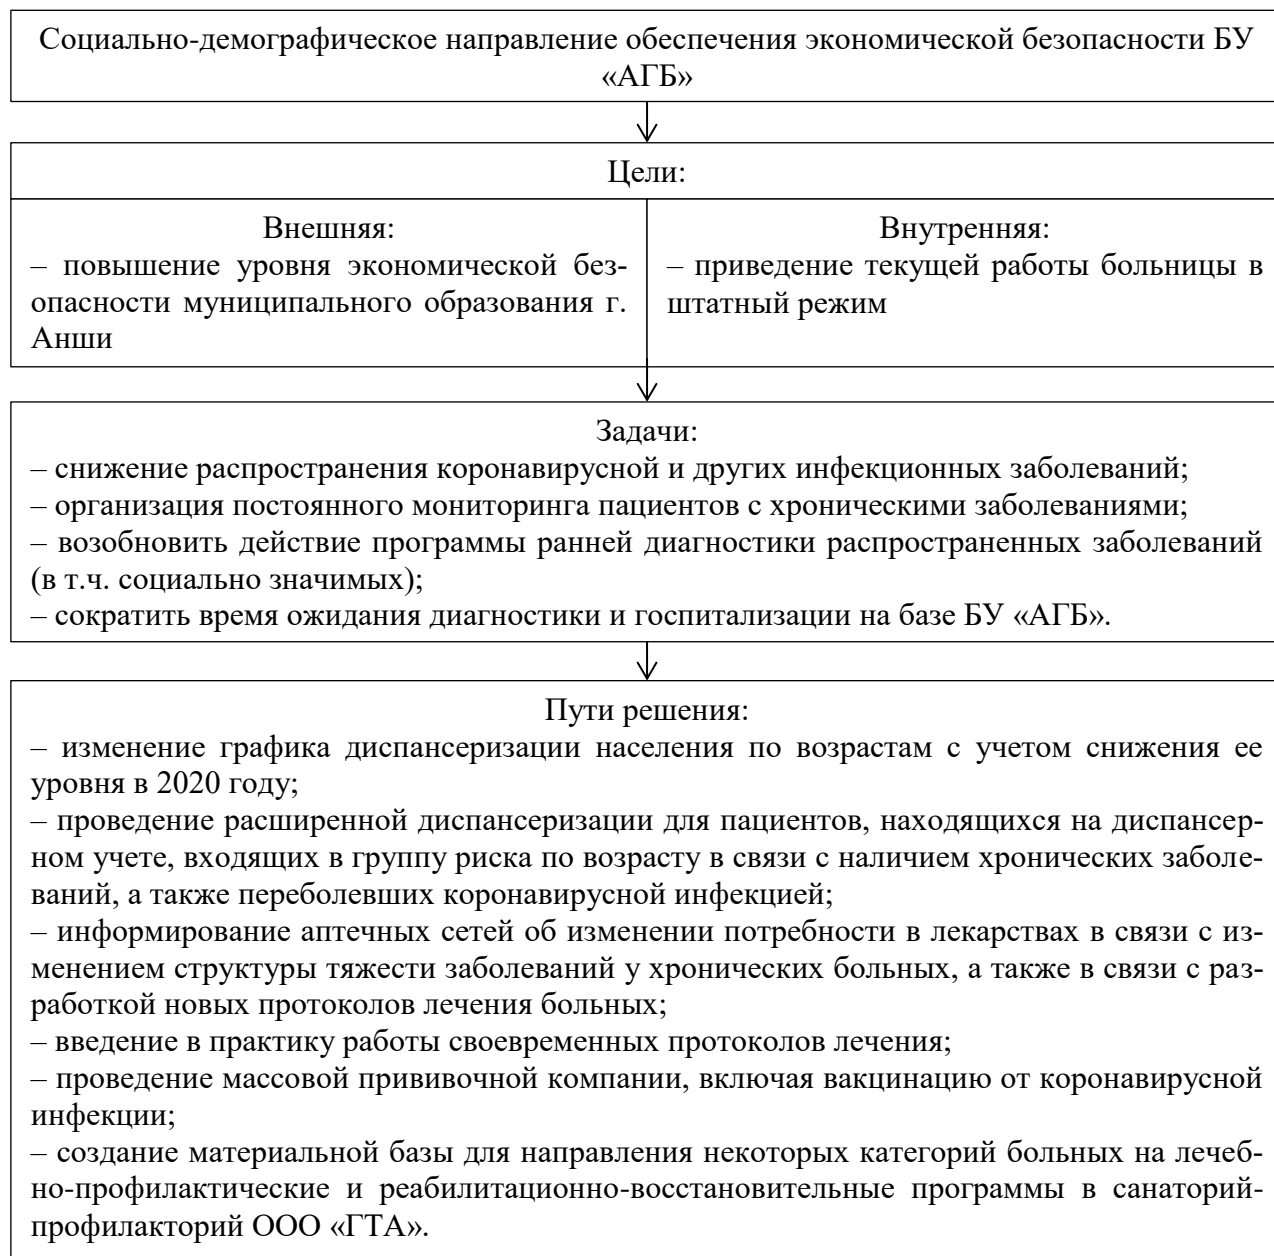 Социально-демографическое направление обеспечения экономической безопасности БУ
«АГБ»
Цели:
Внешняя:
– повышение уровня экономической без-
опасности муниципального образования г.
Анши
Внутренняя:
– приведение текущей работы больницы в
штатный режим
Задачи:
– снижение распространения коронавирусной и других инфекционных заболеваний;
– организация постоянного мониторинга пациентов с хроническими заболеваниями;
– возобновить действие программы ранней диагностики распространенных заболеваний
(в т.ч. социально значимых);
– сократить время ожидания диагностики и госпитализации на базе БУ «АГБ».
Пути решения:
– изменение графика диспансеризации населения по возрастам с учетом снижения ее
уровня в 2020 году;
– проведение расширенной диспансеризации для пациентов, находящихся на диспансер-
ном учете, входящих в группу риска по возрасту в связи с наличием хронических заболе-
ваний, а также переболевших коронавирусной инфекцией;
– информирование аптечных сетей об изменении потребности в лекарствах в связи с из-
менением структуры тяжести заболеваний у хронических больных, а также в связи с раз-
работкой новых протоколов лечения больных;
– введение в практику работы своевременных протоколов лечения;
– проведение массовой прививочной компании, включая вакцинацию от коронавирусной
инфекции;
– создание материальной базы для направления некоторых категорий больных на лечеб-
но-профилактические и реабилитационно-восстановительные программы в санаторий-
профилакторий ООО «ГТА».